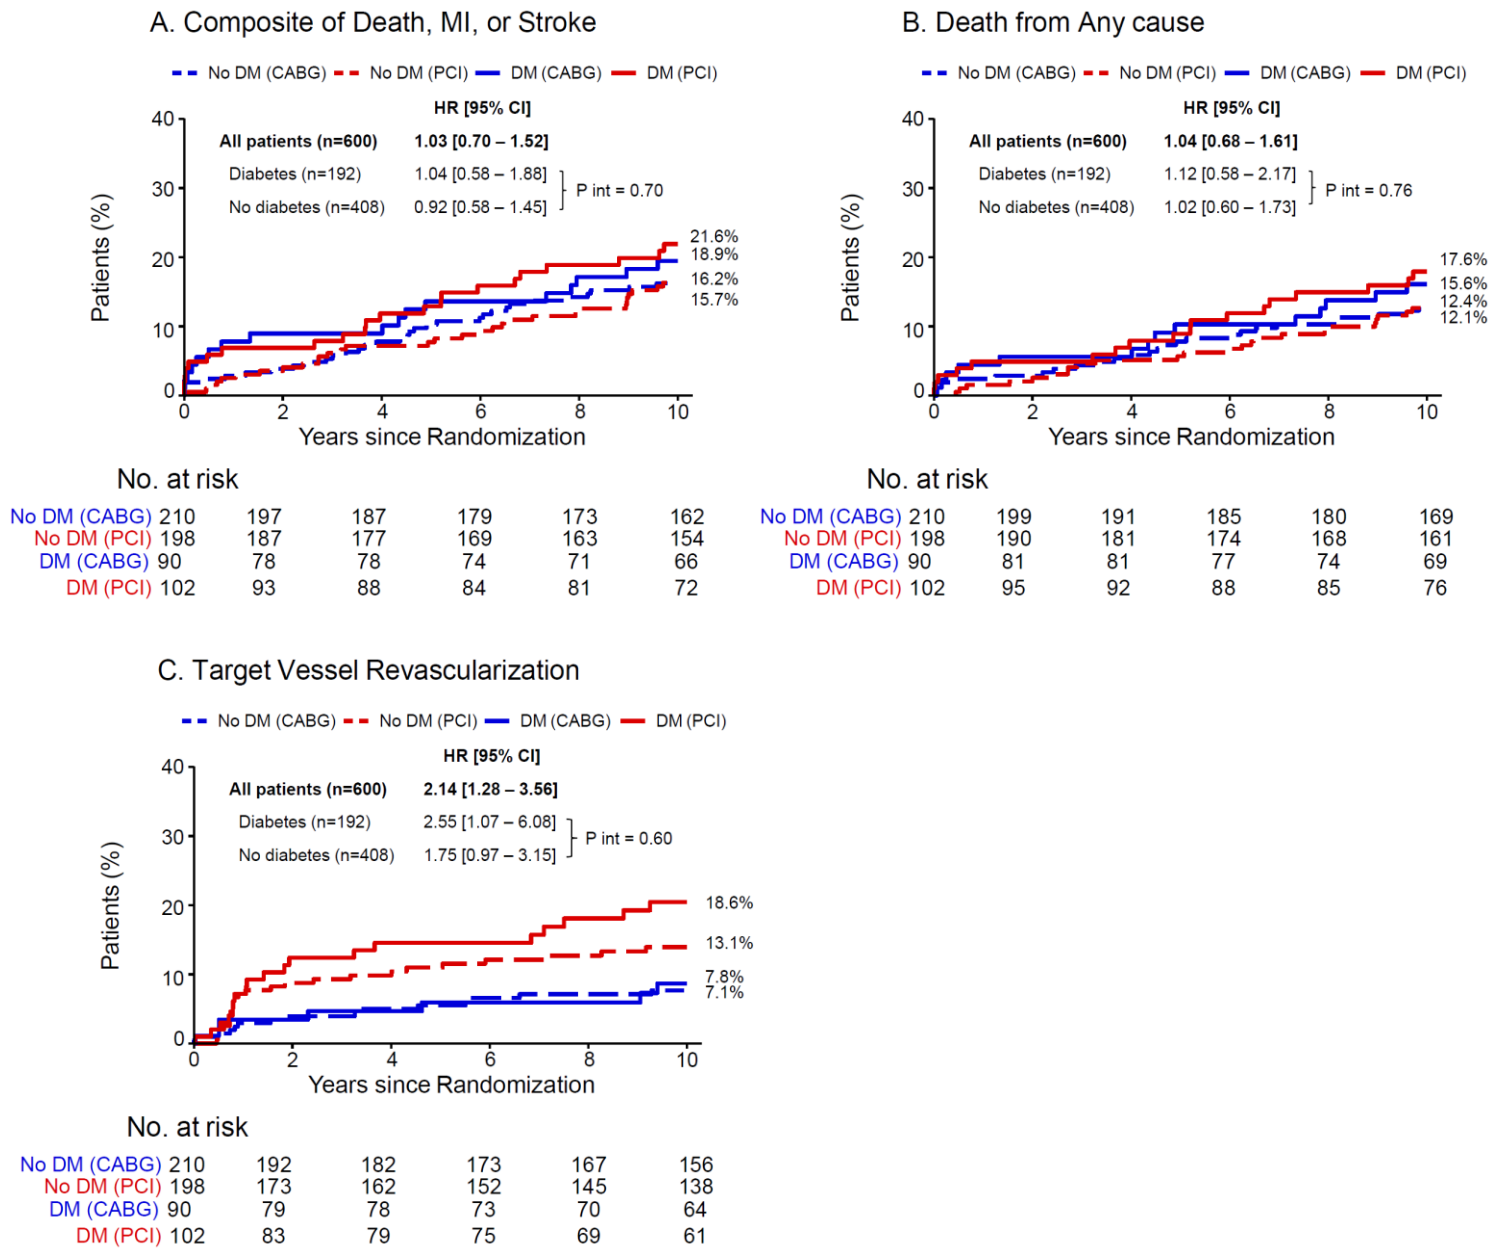 A. Composite of Death, MI, or Stroke
No DM (CABG) No DM (PCI) DM (CABG) DM (PCI)
HR [95% CI]
All patients (n=600) 1.03 [0.70 – 1.52]
Diabetes (n=192) 1.04 [0.58 – 1.88]
P int = 0.70
No diabetes (n=408) 0.92 [0.58 – 1.45]
Patients (%)
40
30
20
10
0
21.6%
18.9%
16.2%
15.7%
0 2 4 6 8 10
Years since Randomization
No. at risk
No DM (CABG) 210 197 187 179 173 162
No DM (PCI) 198 187 177 169 163 154
DM (CABG) 90 78 78 74 71 66
DM (PCI) 102 93 88 84 81 72
B. Death from Any cause
No DM (CABG) No DM (PCI) DM (CABG) DM (PCI)
HR [95% CI]
All patients (n=600) 1.04 [0.68 – 1.61]
Diabetes (n=192) 1.12 [0.58 – 2.17]
P int = 0.76
No diabetes (n=408) 1.02 [0.60 – 1.73]
Patients (%)
40
30
20
10
0
17.6%
15.6%
12.4%
12.1%
0 2 4 6 8 10
Years since Randomization
No. at risk
No DM (CABG) 210 199 191 185 180 169
No DM (PCI) 198 190 181 174 168 161
DM (CABG) 90 81 81 77 74 69
DM (PCI) 102 95 92 88 85 76
C. Target Vessel Revascularization
No DM (CABG) No DM (PCI) DM (CABG) DM (PCI)
HR [95% CI]
All patients (n=600) 2.14 [1.28 – 3.56]
Diabetes (n=192) 2.55 [1.07 – 6.08]
P int = 0.60
No diabetes (n=408) 1.75 [0.97 – 3.15]
Patients (%)
40
30
20
10
0
18.6%
13.1%
7.8%
7.1%
0 2 4 6 8 10
Years since Randomization
No. at risk
No DM (CABG) 210 192 182 173 167 156
No DM (PCI) 198 173 162 152 145 138
DM (CABG) 90 79 78 73 70 64
DM (PCI) 102 83 79 75 69 61